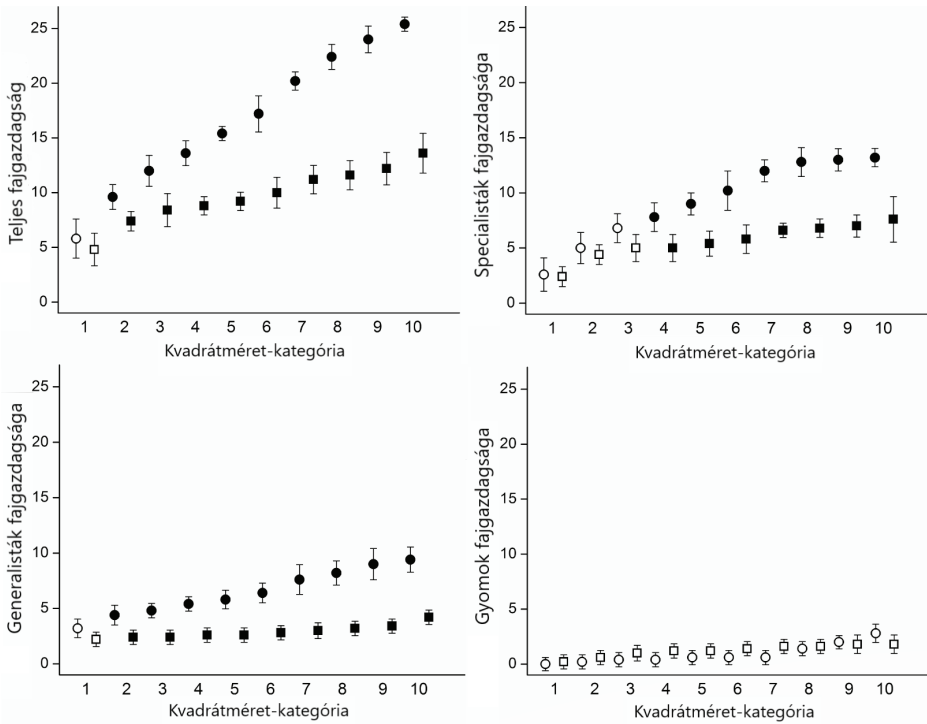 Teljes fajgazdagság
25
20
15
10
5
0
1 2 3 4 5 6 7 8 9 10
Kvadrátméret-kategória
Specialisták fajgazdagsága
25
20
15
10
5
0
1 2 3 4 5 6 7 8 9 10
Kvadrátméret-kategória
Generalisták fajgazdagsága
25
20
15
10
5
0
1 2 3 4 5 6 7 8 9 10
Kvadrátméret-kategória
Gyomok fajgazdagsága
25
20
15
10
5
0
1 2 3 4 5 6 7 8 9 10
Kvadrátméret-kategória